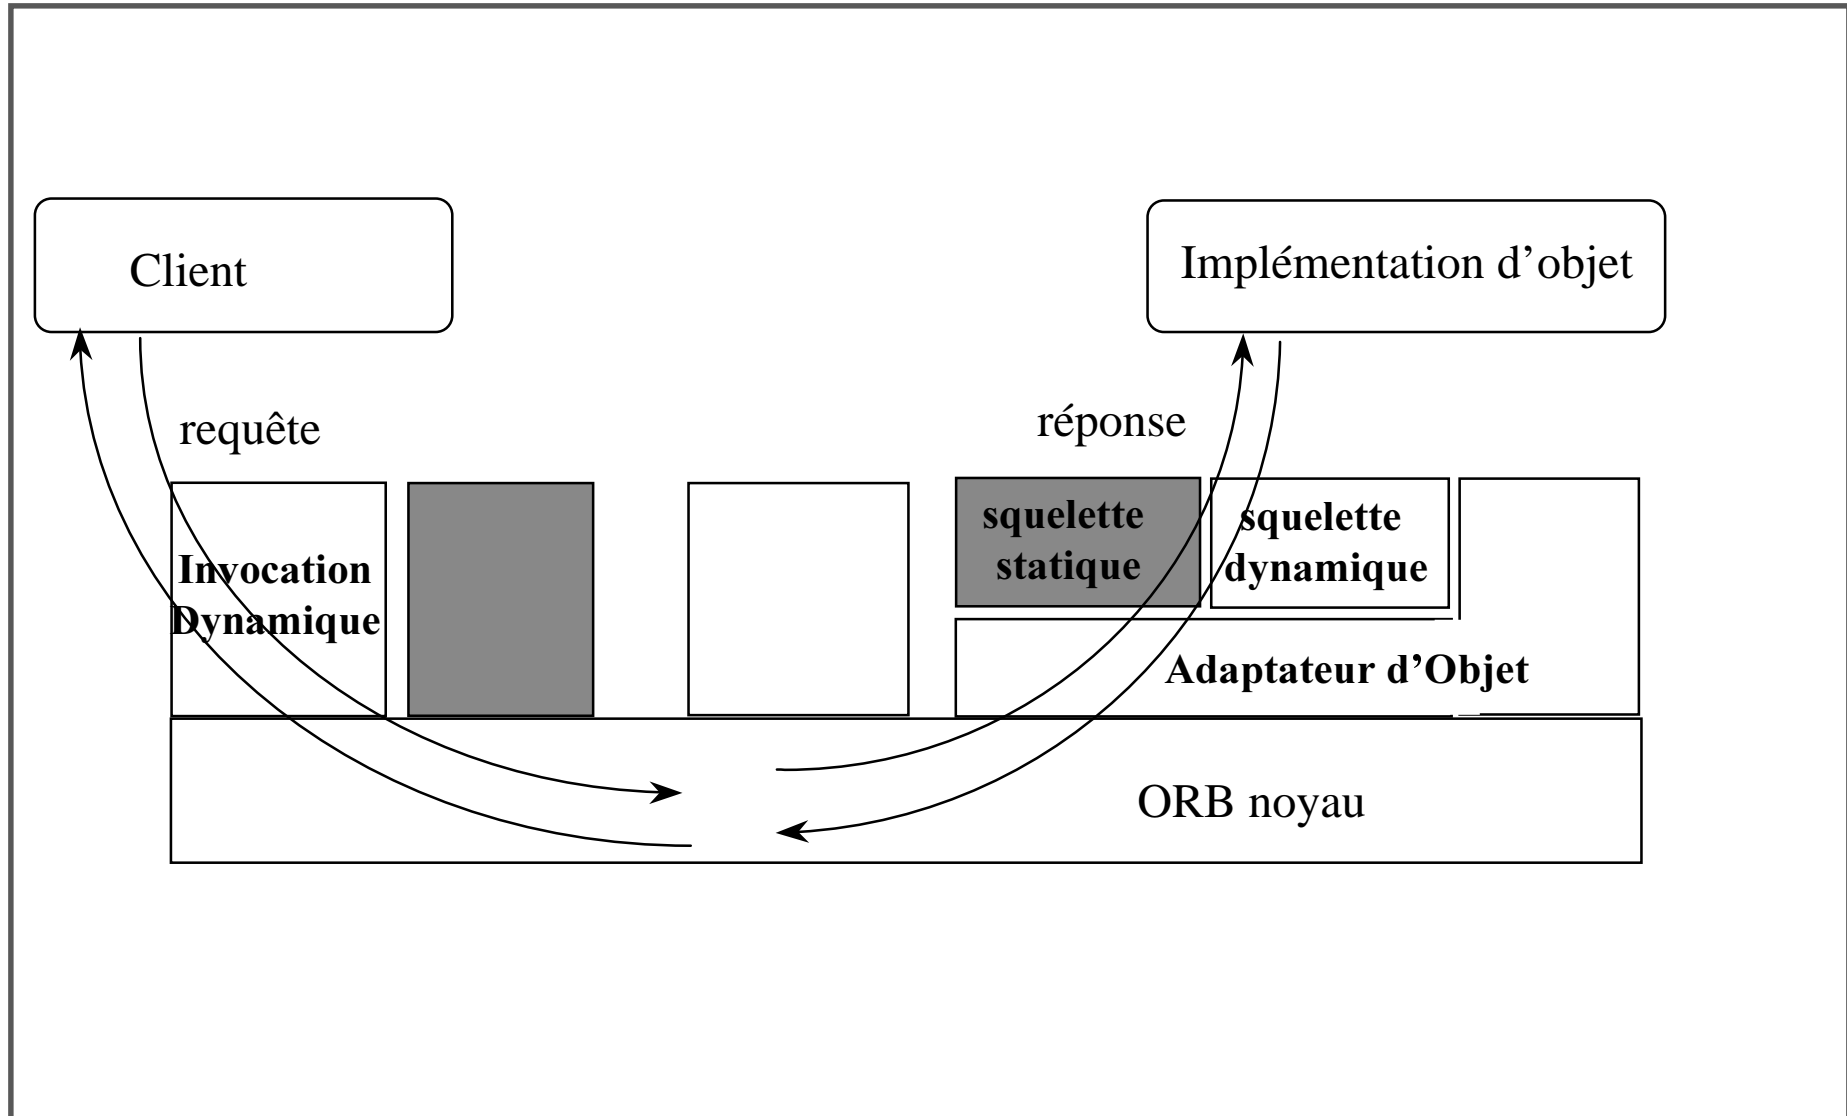 Client
Implémentation d’objet
requête
réponse
Invocation
Dynamique
squelette
statique
squelette
dynamique
Adaptateur d’Objet
ORB noyau